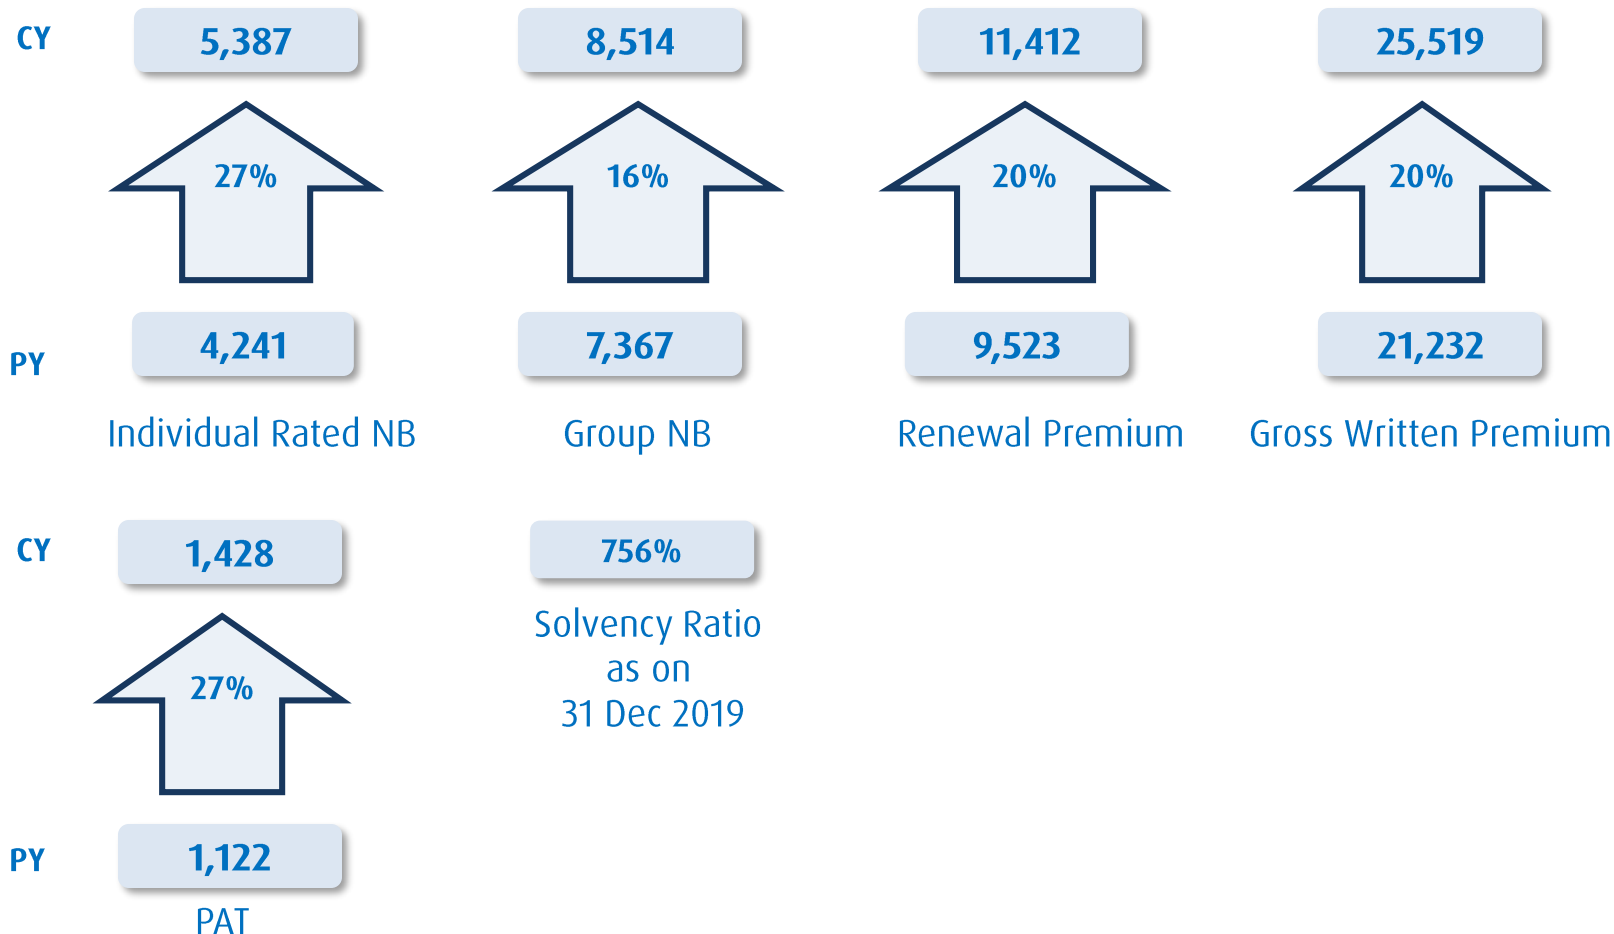 CY 5,387 8,514 11,412 25,519
27% 16% 20% 20%
PY 4,241 7,367 9,523 21,232
Individual Rated NB Group NB Renewal Premium Gross Written Premium
CY 1,428 756%
Solvency Ratio
as on
31 Dec 2019
27%
PY 1,122
PAT